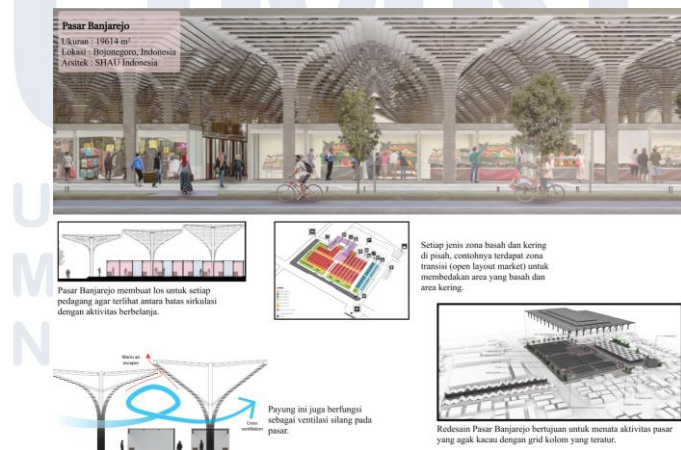 Pasar Banjarejo
Ukuran : 19614 m²
Lokasi : Bojonegoro, Indonesia
Arsitek : SHAU Indonesia
Pasar Banjarejo membuat los untuk setiap
pedagang agar terlihat antara batas sirkulasi
dengan aktivitas berbelanja.
Setiap jenis zona basah dan kering
di pisah, contohnya terdapat zona
transisi (open layout market) untuk
membedakan area yang basah dan
area kering.
Warm air
escapes
Cross
ventilation
Payung ini juga berfungsi
sebagai ventilasi silang pada
pasar.
Redesain Pasar Banjarejo bertujuan untuk menata aktivitas pasar
yang agak kacau dengan grid kolom yang teratur.
U
M
N